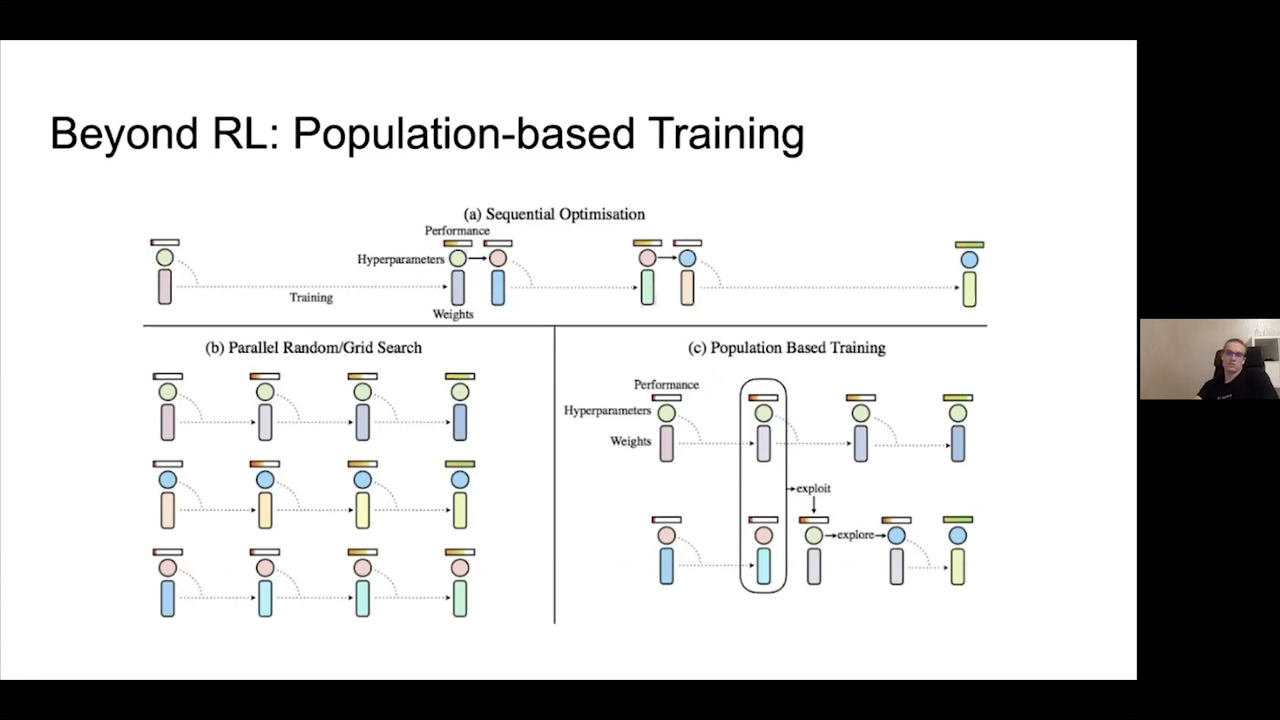 Beyond RL: Population-based Training
(a) Sequential Optimisation
Performance
Hyperparameters
Training
Weights
(b) Parallel Random/Grid Search
(c) Population Based Training
Performance
Hyperparameters
Weights
exploit
explore